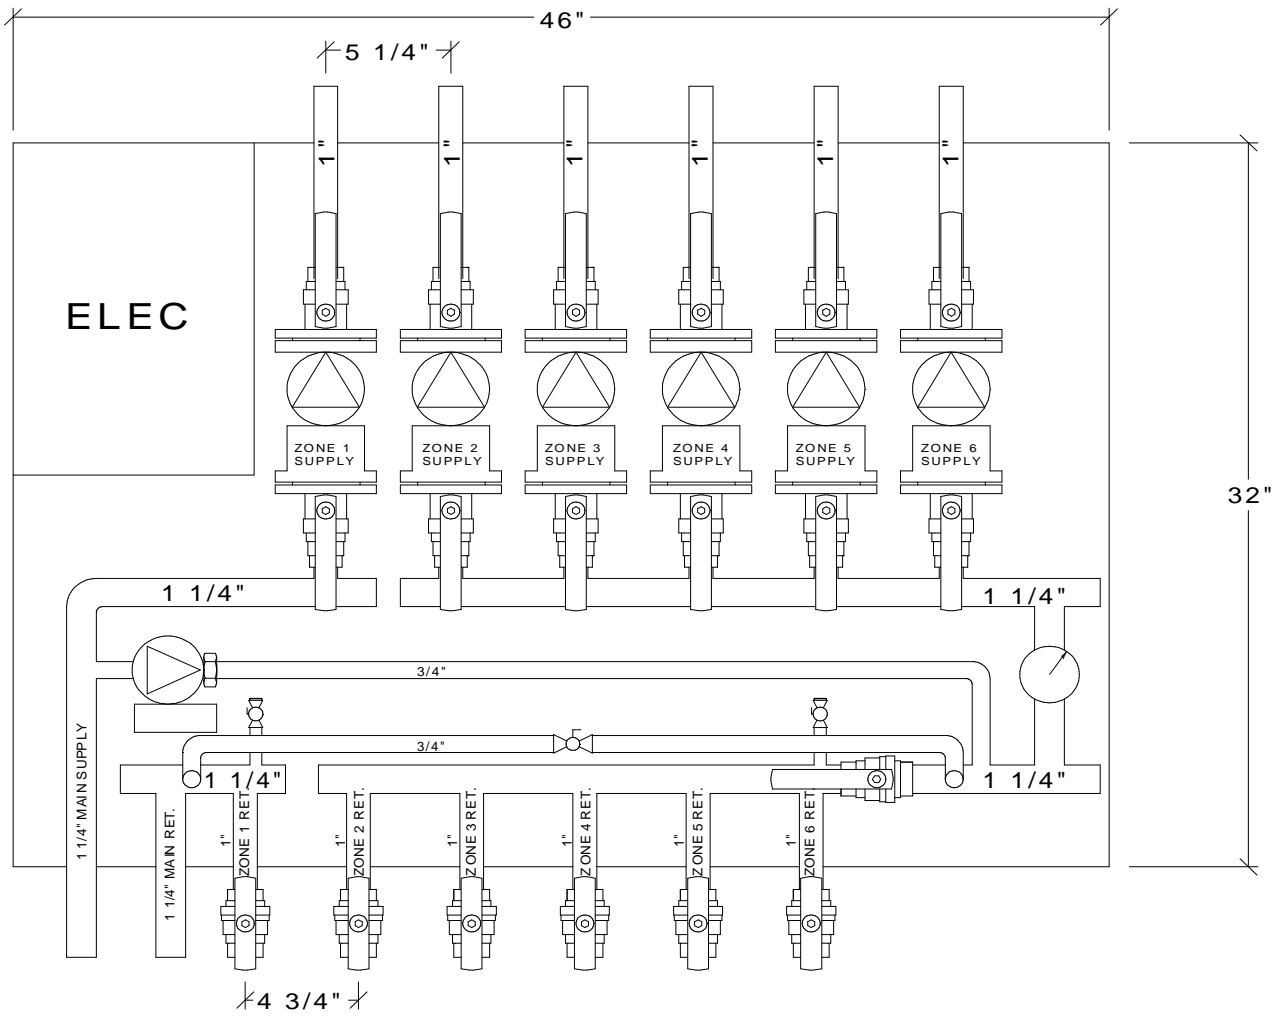 46"
5 1/4"
1"
1"
1"
1"
1"
1"
ELEC
ZONE 1
SUPPLY
ZONE 2
SUPPLY
ZONE 3
SUPPLY
ZONE 4
SUPPLY
ZONE 5
SUPPLY
ZONE 6
SUPPLY
32"
1 1/4"
1 1/4"
3/4"
3/4"
1 1/4"
1 1/4"
1 1/4" MAIN SUPPLY
1 1/4" MAIN RET.
1"
ZONE 1 RET.
1"
ZONE 2 RET.
1"
ZONE 3 RET.
1"
ZONE 4 RET.
1"
ZONE 5 RET.
1"
ZONE 6 RET.
4 3/4"